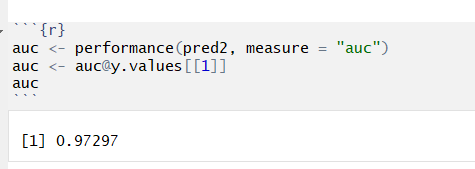 ```{r}
auc <- performance(pred2, measure = "auc")
auc <- auc@y.values[[1]]
auc
```
[1] 0.97297